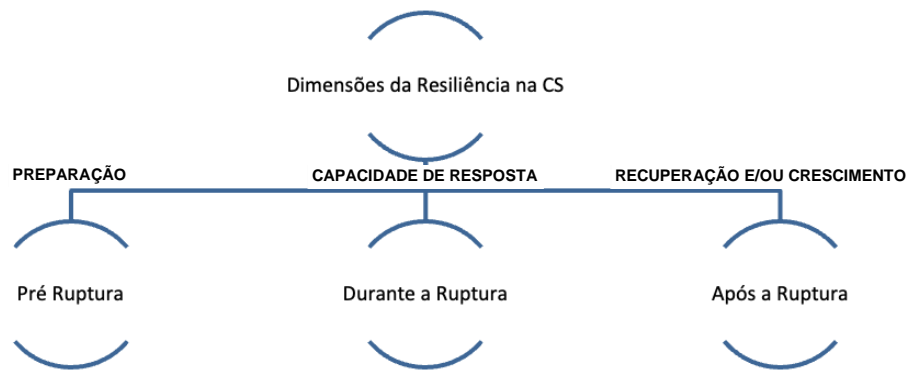 Dimensões da Resiliência na CS
PREPARAÇÃO
CAPACIDADE DE RESPOSTA
RECUPERAÇÃO E/OU CRESCIMENTO
Pré Ruptura
Durante a Ruptura
Após a Ruptura